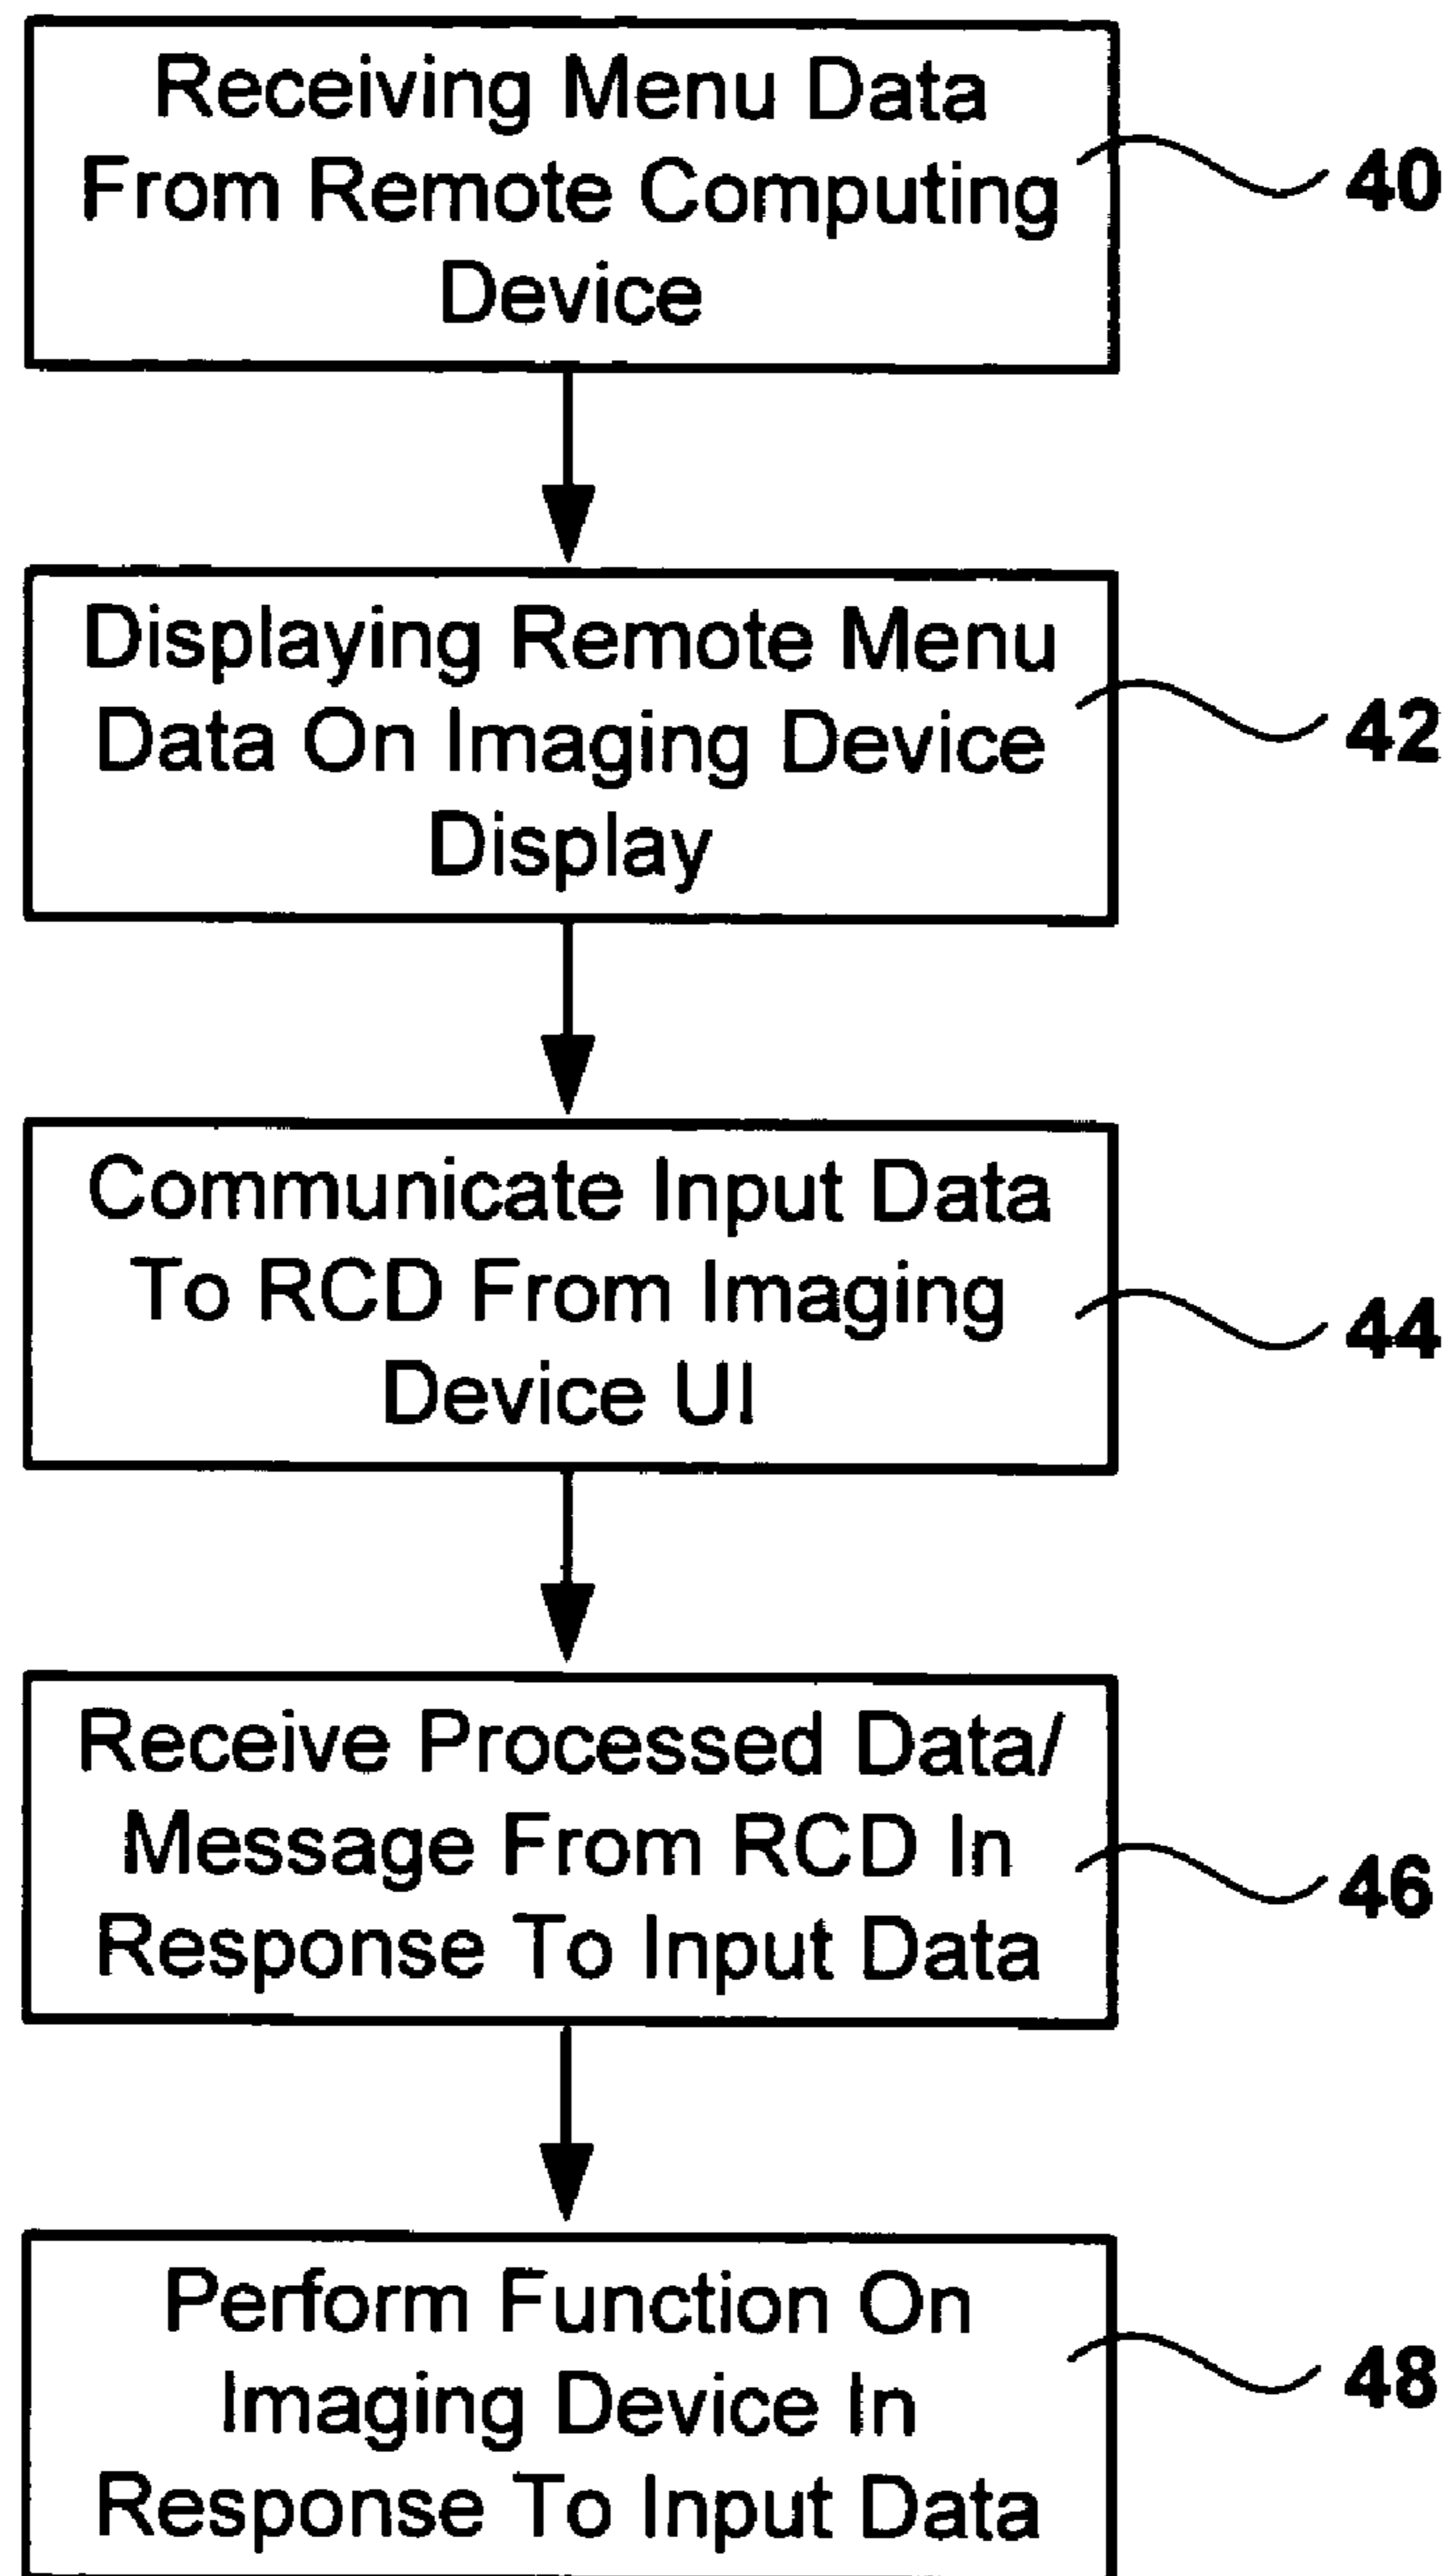 Receiving Menu Data
From Remote Computing
Device
40
Displaying Remote Menu
Data On Imaging Device
Display
42
Communicate Input Data
To RCD From Imaging
Device UI
44
Receive Processed Data/
Message From RCD In
Response To Input Data
46
Perform Function On
Imaging Device In
Response To Input Data
48